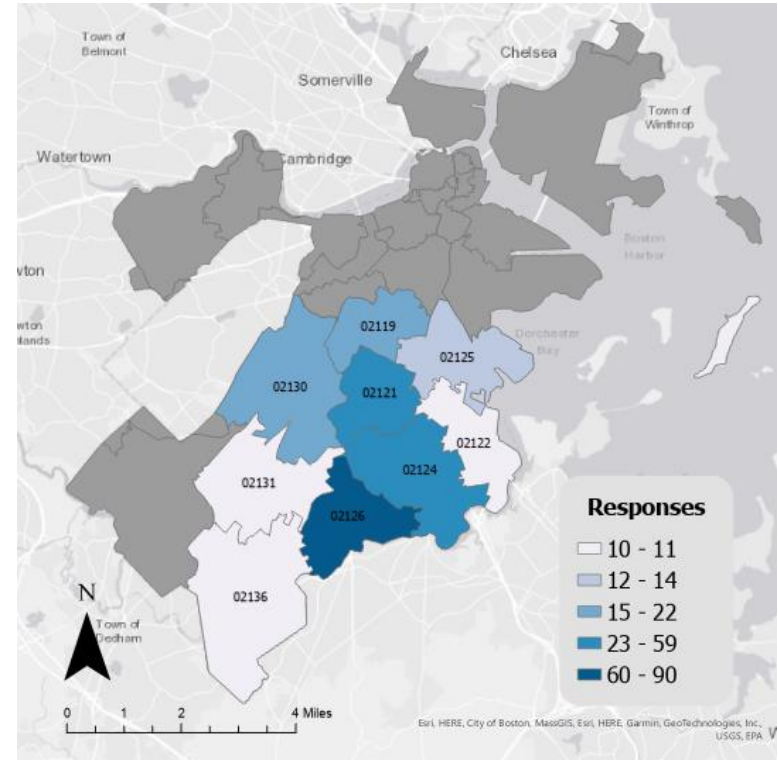 Town of
Belmont
Chelsea
Somerville
Town of
Winthrop
Watertown
Cambridge
Boston
Harbor
wton
wton
lands
02119
Dorchester
Bay
02125
02130
02121
02122
02124
02131
02126
Responses
10 - 11
12 - 14
15 - 22
23 - 59
60 - 90
02136
N
Town of
Dedham
0 1 2 4 Miles
Esri, HERE, City of Boston, MassGIS, Esri, HERE, Garmin, GeoTechnologies, Inc.,
USGS, EPA